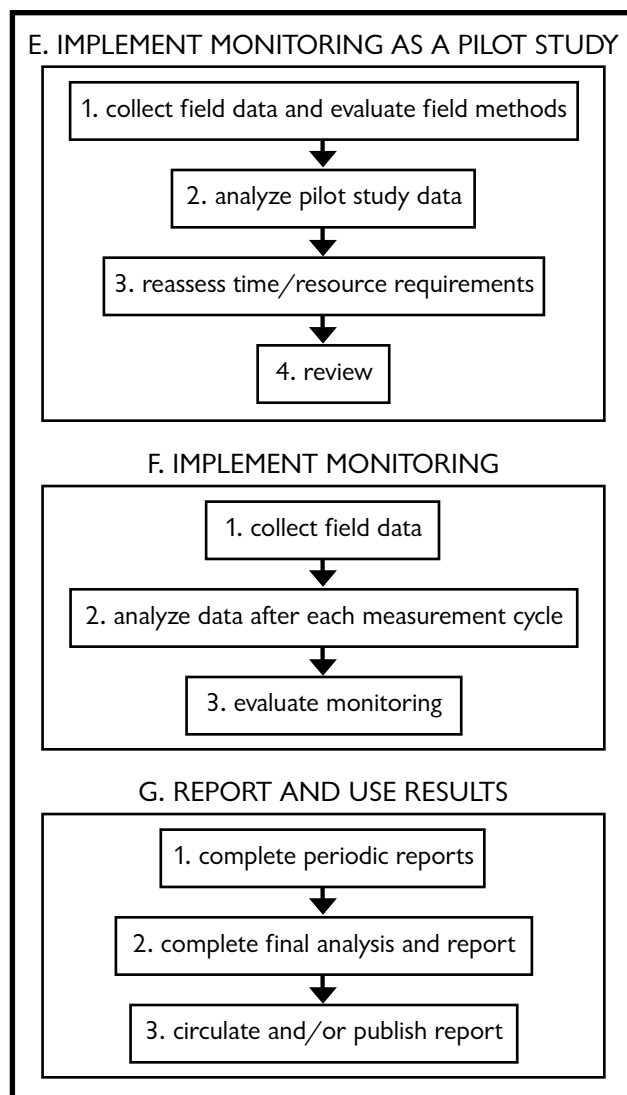 E. IMPLEMENT MONITORING AS A PILOT STUDY
1. collect field data and evaluate field methods
2. analyze pilot study data
3. reassess time/resource requirements
4. review
F. IMPLEMENT MONITORING
1. collect field data
2. analyze data after each measurement cycle
3. evaluate monitoring
G. REPORT AND USE RESULTS
1. complete periodic reports
2. complete final analysis and report
3. circulate and/or publish report